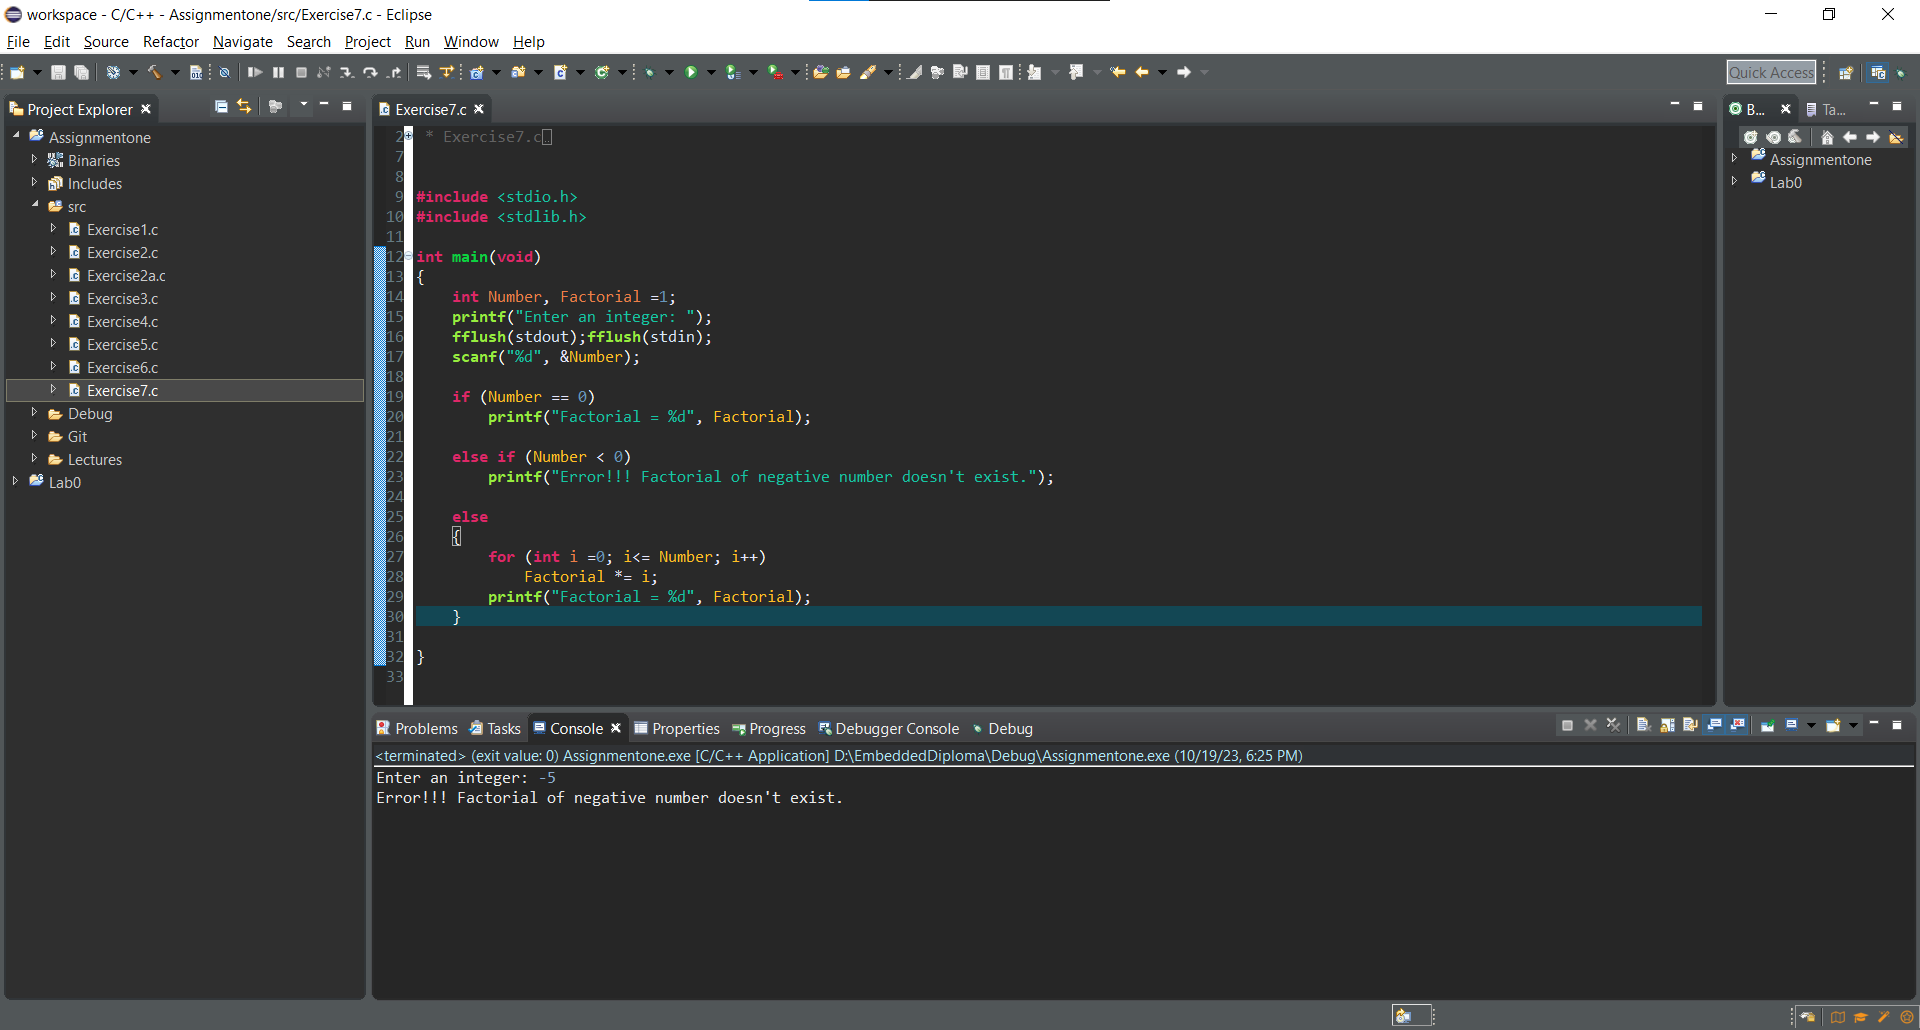 workspace - C/C++ - Assignmentone/src/Exercise7.c - Eclipse
File Edit Source Refactor Navigate Search Project Run Window Help
Quick Access
Project Explorer
Assignmentone
Binaries
Includes
src
Exercise1.c
Exercise2.c
Exercise2a.c
Exercise3.c
Exercise4.c
Exercise5.c
Exercise6.c
Exercise7.c
Debug
Git
Lectures
Lab0
Exercise7.c
2 * Exercise7.c
7
8
9 #include <stdio.h>
10 #include <stdlib.h>
11
12 int main(void)
13 {
14 int Number, Factorial =1;
15 printf("Enter an integer: ");
16 fflush(stdout);fflush(stdin);
17 scanf("%d", &Number);
18
19 if (Number == 0)
20 printf("Factorial = %d", Factorial);
21
22 else if (Number < 0)
23 printf("Error!!! Factorial of negative number doesn't exist.");
24
25 else
26 {
27 for (int i =0; i<= Number; i++)
28 Factorial *= i;
29 printf("Factorial = %d", Factorial);
30 }
31
32 }
33
B... Ta...
Assignmentone
Lab0
Problems Tasks Console Properties Progress Debugger Console Debug
<terminated> (exit value: 0) Assignmentone.exe [C/C++ Application] D:\EmbeddedDiploma\Debug\Assignmentone.exe (10/19/23, 6:25 PM)
Enter an integer: -5
Error!!! Factorial of negative number doesn't exist.